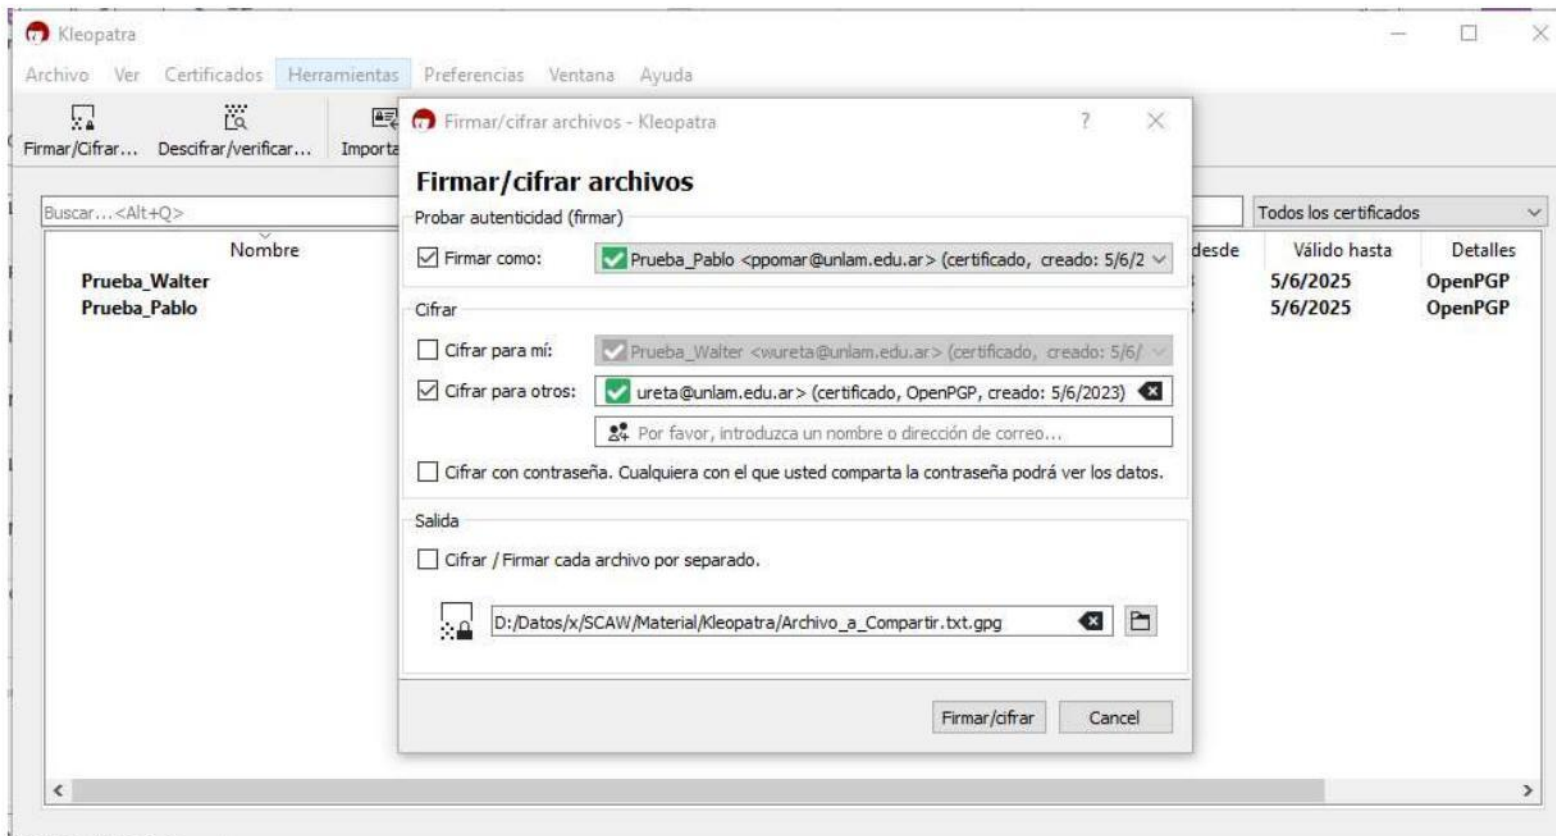 Kleopatra
Archivo Ver Certificados Herramientas Preferencias Ventana Ayuda
Firmar/Cifrar... Descifrar/verificar... Importa
Buscar...<Alt+Q>
Todos los certificados
Nombre desde Válido hasta Detalles
Prueba_Walter 5/6/2025 OpenPGP
Prueba_Pablo 5/6/2025 OpenPGP
Firmar/cifrar archivos - Kleopatra ?
Firmar/cifrar archivos
Probar autenticidad (firmar)
Firmar como: Prueba_Pablo <ppomar@unlam.edu.ar> (certificado, creado: 5/6/2
Cifrar
Cifrar para mí: Prueba_Walter <wureta@unlam.edu.ar> (certificado, creado: 5/6/
Cifrar para otros: ureta@unlam.edu.ar> (certificado, OpenPGP, creado: 5/6/2023)
Por favor, introduzca un nombre o dirección de correo...
Cifrar con contraseña. Cualquiera con el que usted comparta la contraseña podrá ver los datos.
Salida
Cifrar / Firmar cada archivo por separado.
D:/Datos/x/SCAW/Material/Kleopatra/Archivo_a_Compartir.txt.gpg
Firmar/cifrar Cancel